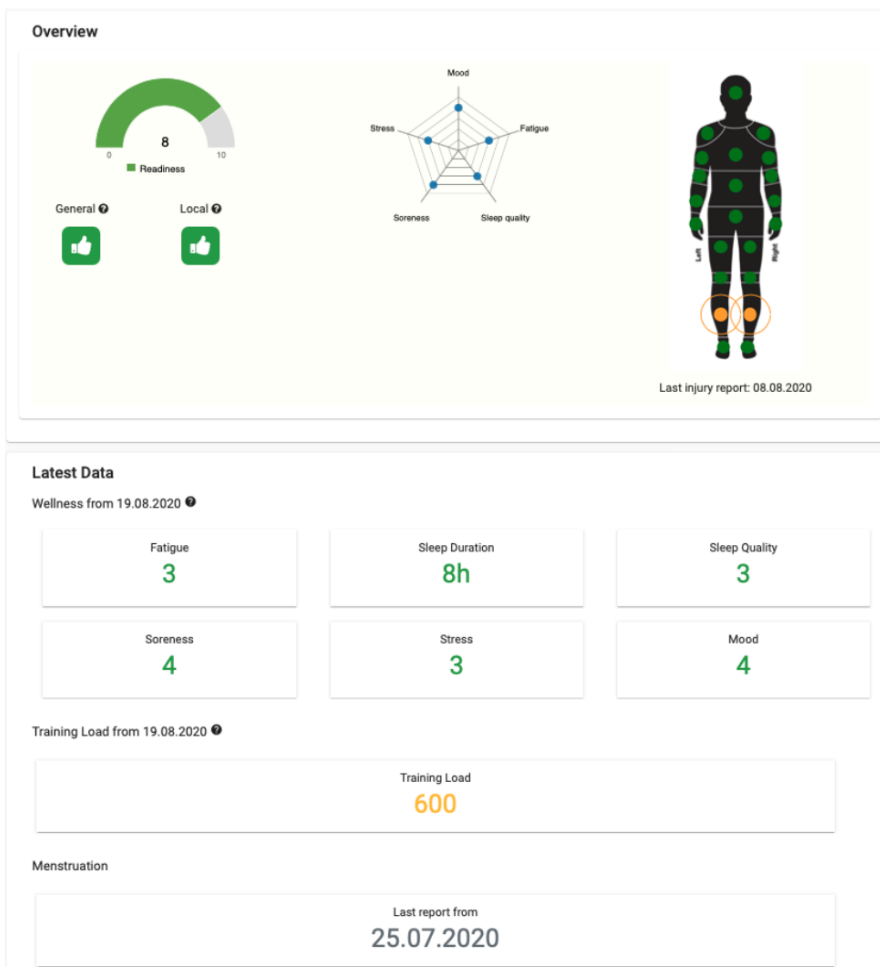 Overview
Mood
Stress
Fatigue
8
0
10
Readiness
General ?
Local ?
Soreness
Sleep quality
Left
Right
Last injury report: 08.08.2020
Latest Data
Wellness from 19.08.2020 ?
Fatigue
3
Sleep Duration
8h
Sleep Quality
3
Soreness
4
Stress
3
Mood
4
Training Load from 19.08.2020 ?
Training Load
600
Menstruation
Last report from
25.07.2020